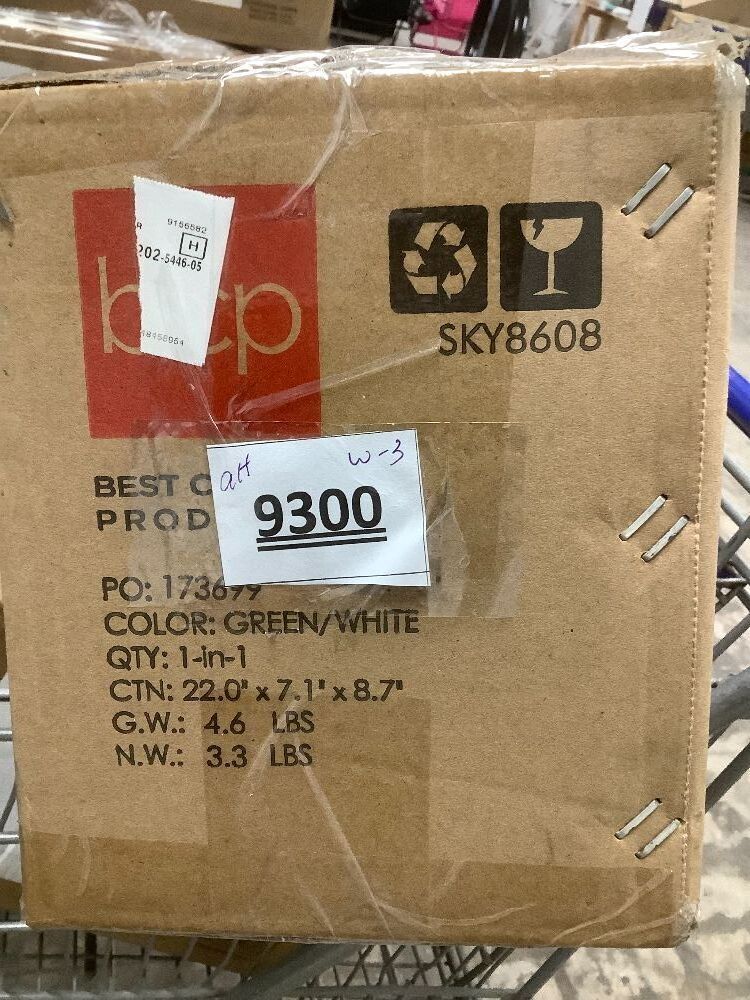 9156582
H
202-5446-05
48458954
bcp
SKY8608
aH w-3
9300
BEST C
PROD
PO: 173699
COLOR: GREEN/WHITE
QTY: 1-in-1
CTN: 22.0" x 7.1" x 8.7"
G.W.: 4.6 LBS
N.W.: 3.3 LBS